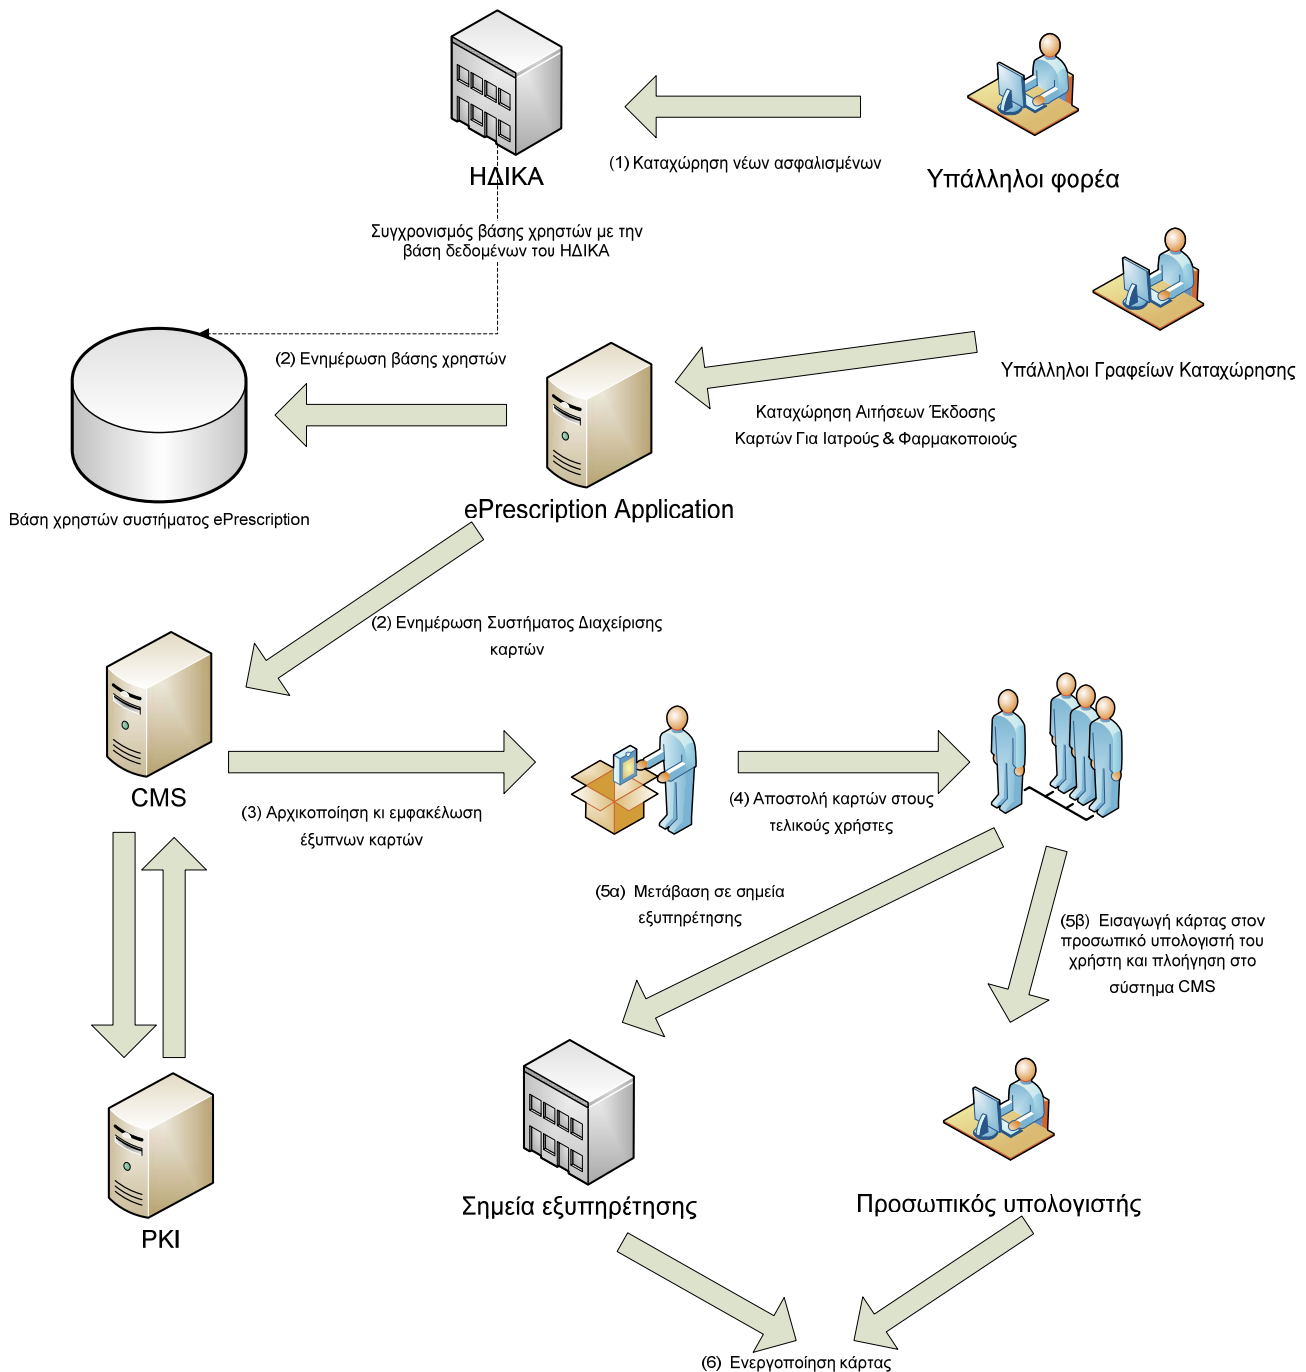 ΗΔΙΚΑ
(1) Καταχώρηση νέων ασφαλισμένων
Υπάλληλοι φορέα
Συγχρονισμός βάσης χρηστών με την
βάση δεδομένων του ΗΔΙΚΑ
(2) Ενημέρωση βάσης χρηστών
Υπάλληλοι Γραφείων Καταχώρησης
Καταχώρηση Αιτήσεων Έκδοσης
Καρτών Για Ιατρούς & Φαρμακοποιούς
Βάση χρηστών συστήματος ePrescription
ePrescription Application
(2) Ενημέρωση Συστήματος Διαχείρισης
καρτών
CMS
(3) Αρχικοποίηση κι εμφακέλωση
έξυπνων καρτών
(4) Αποστολή καρτών στους
τελικούς χρήστες
(5α) Μετάβαση σε σημεία
εξυπηρέτησης
(5β) Εισαγωγή κάρτας στον
προσωπικό υπολογιστή του
χρήστη και πλοήγηση στο
σύστημα CMS
PKI
Σημεία εξυπηρέτησης
Προσωπικός υπολογιστής
(6) Ενεργοποίηση κάρτας